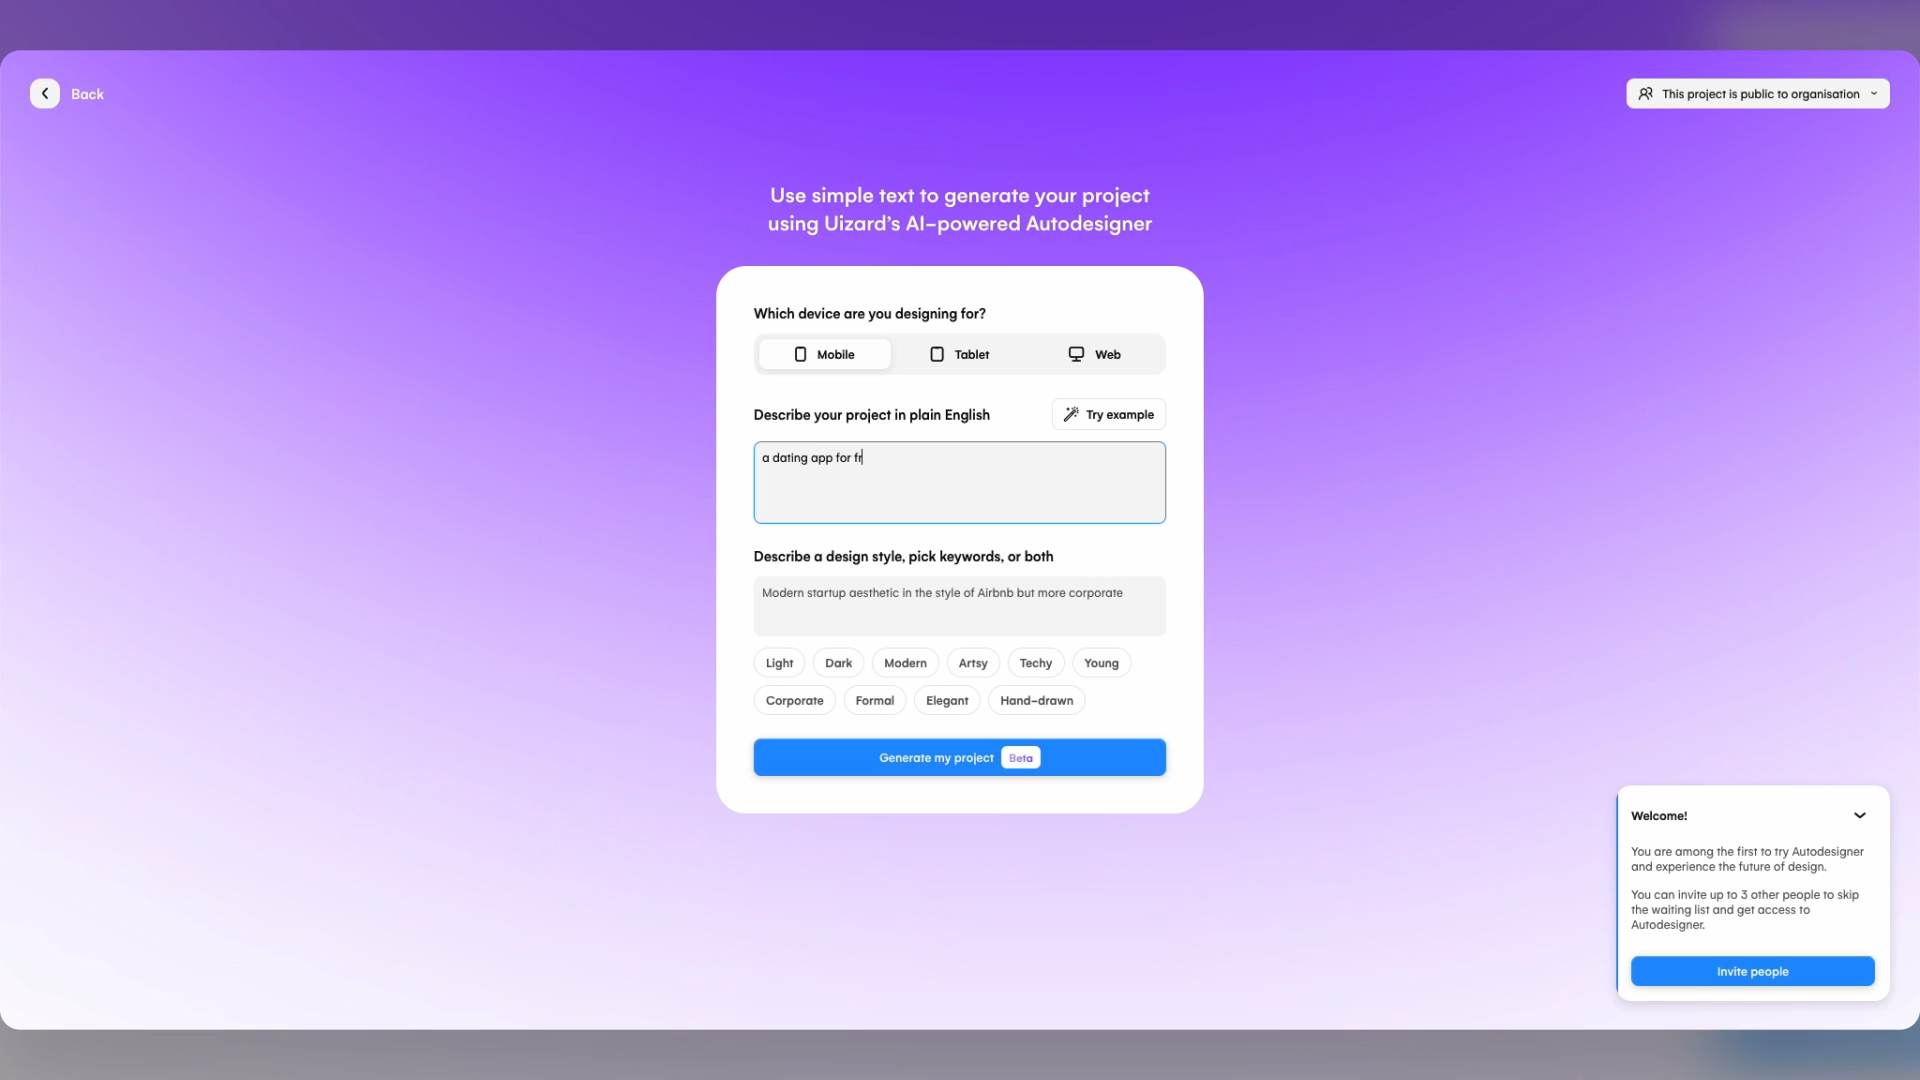 Back
This project is public to organisation
Use simple text to generate your project
using Uizard’s AI-powered Autodesigner
Which device are you designing for?
Mobile
Tablet
Web
Describe your project in plain English
Try example
a dating app for fr
Describe a design style, pick keywords, or both
Modern startup aesthetic in the style of Airbnb but more corporate
Light
Dark
Modern
Artsy
Techy
Young
Corporate
Formal
Elegant
Hand-drawn
Generate my project
Beta
Welcome!
You are among the first to try Autodesigner
and experience the future of design.
You can invite up to 3 other people to skip
the waiting list and get access to
Autodesigner.
Invite people